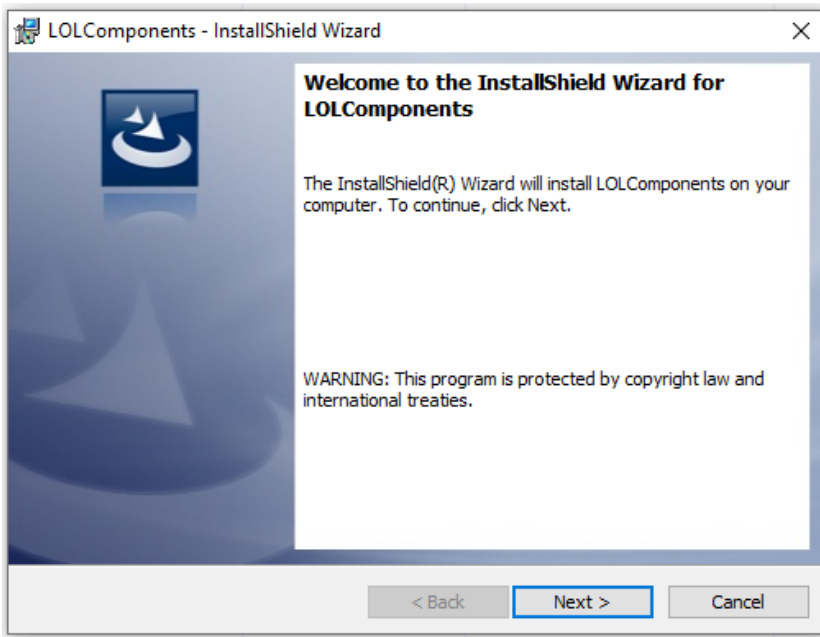 LOLComponents - InstallShield Wizard
Welcome to the InstallShield Wizard for
LOLComponents
The InstallShield(R) Wizard will install LOLComponents on your
computer. To continue, click Next.
WARNING: This program is protected by copyright law and
international treaties.
< Back
Next >
Cancel